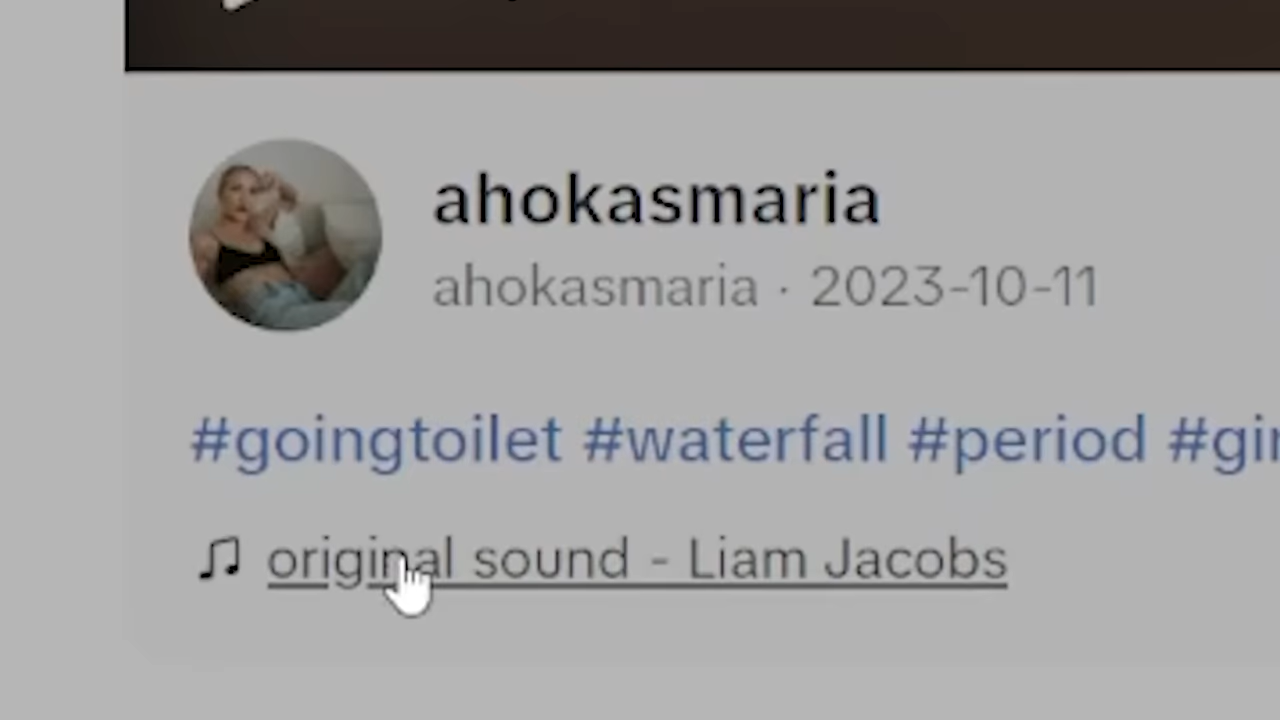 ahokasmaria
ahokasmaria · 2023-10-11
#goingtoilet #waterfall #period
original sound - Liam Jacobs